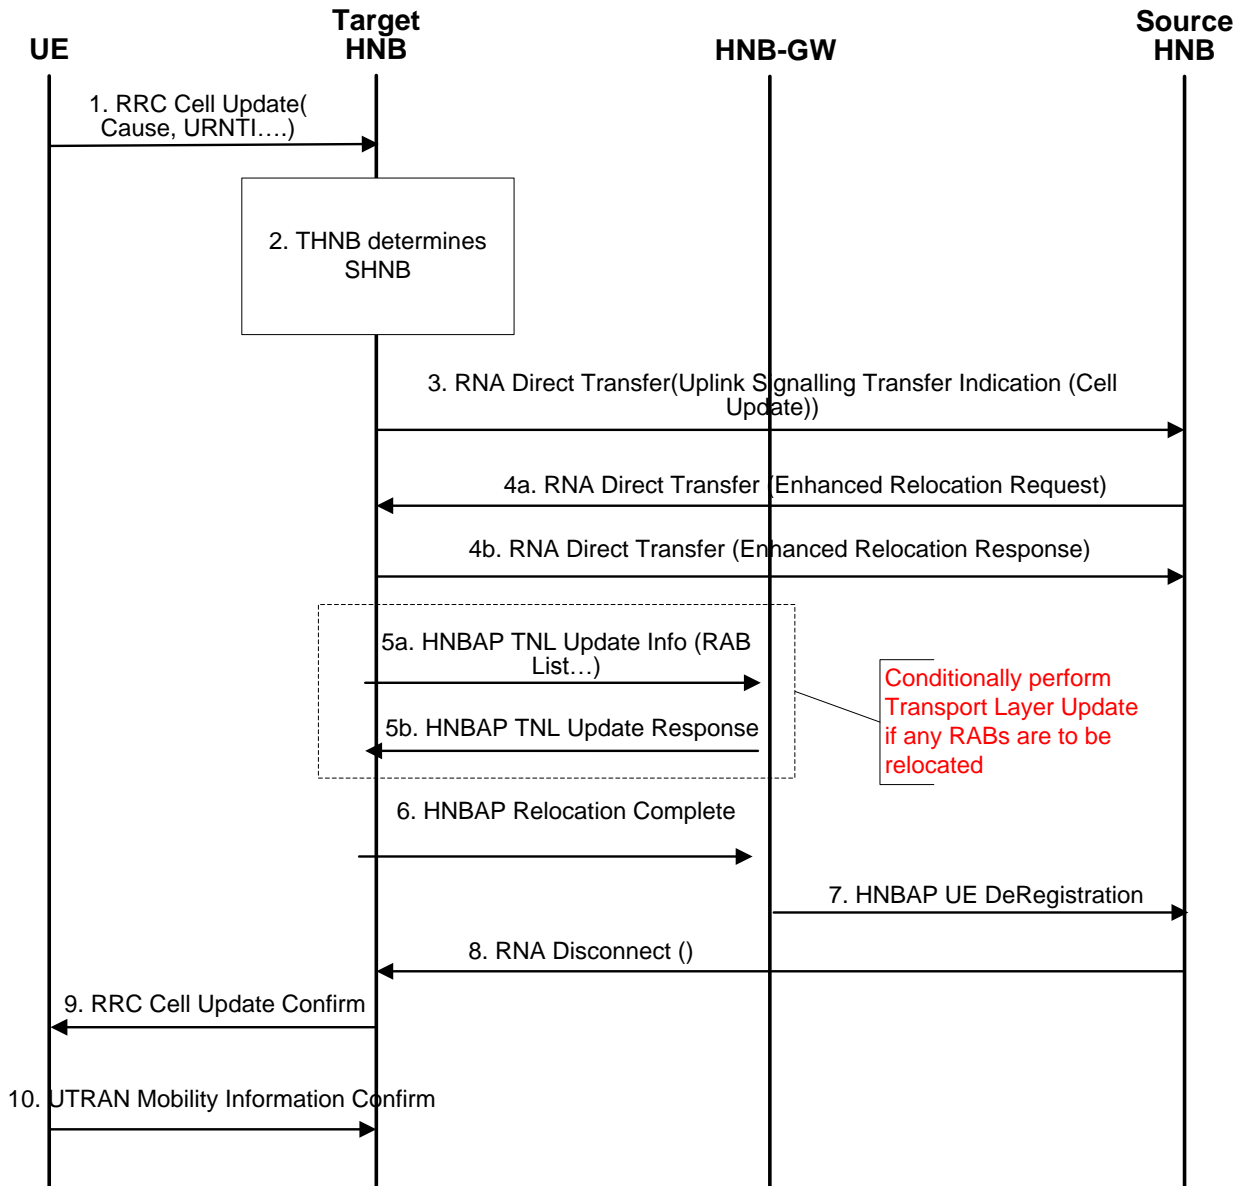 UE
Target
HNB
HNB-GW
Source
HNB
1. RRC Cell Update(
Cause, URNTI….)
2. THNB determines
SHNB
3. RNA Direct Transfer(Uplink Signalling Transfer Indication (Cell
Update))
4a. RNA Direct Transfer (Enhanced Relocation Request)
4b. RNA Direct Transfer (Enhanced Relocation Response)
5a. HNBAP TNL Update Info (RAB
List…)
5b. HNBAP TNL Update Response
Conditionally perform
Transport Layer Update
if any RABs are to be
relocated
6. HNBAP Relocation Complete
7. HNBAP UE DeRegistration
8. RNA Disconnect ()
9. RRC Cell Update Confirm
10. UTRAN Mobility Information Confirm